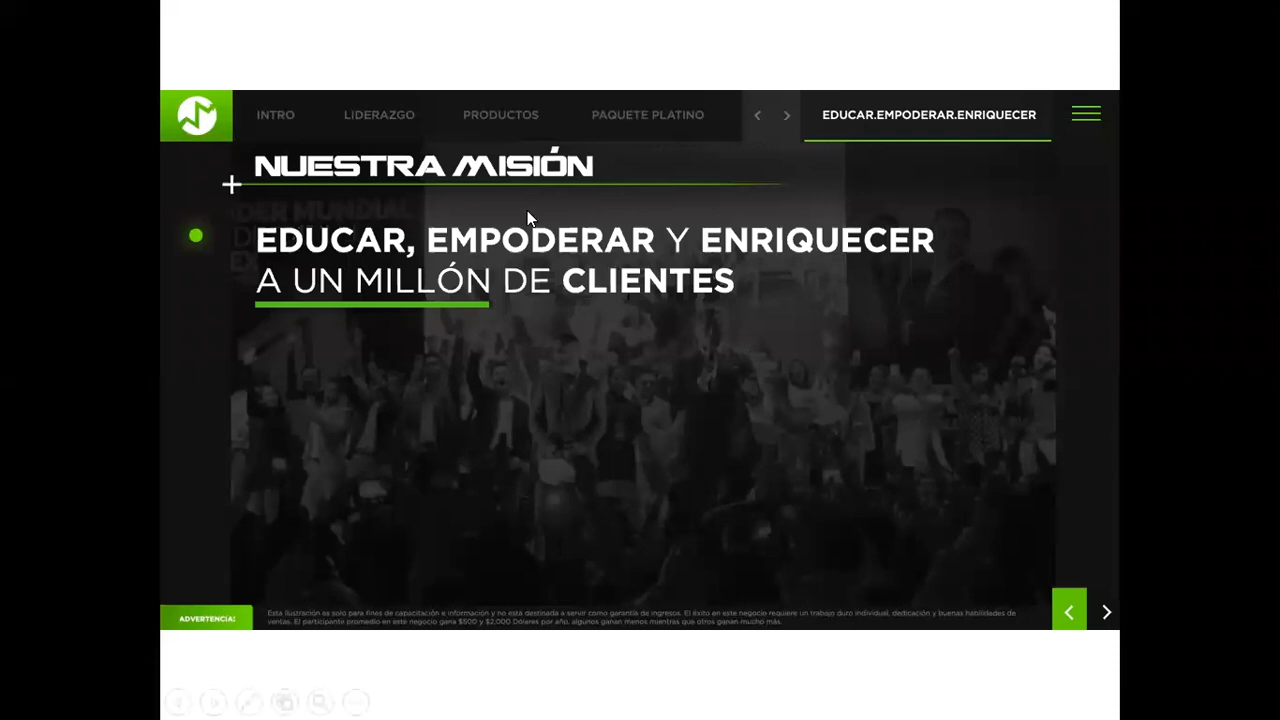 INTRO
LIDERAZGO
PRODUCTOS
PAQUETE PLATINO
EDUCAR.EMPODERAR.ENRIQUECER
NUESTRA MISIÓN
DER MUNDIAL
EDUCAR, EMPODERAR Y ENRIQUECER
A UN MILLÓN DE CLIENTES
ADVERTENCIA:
Esta ilustración es solo para fines de capacitación e información y no está destinada a servir como garantía de ingresos. El éxito en este negocio requiere un trabajo duro individual, dedicación y buenas habilidades de
ventas. El participante promedio en este negocio gana $500 y $2,000 Dólares por año, algunos ganan menos mientras que otros ganan mucho más.